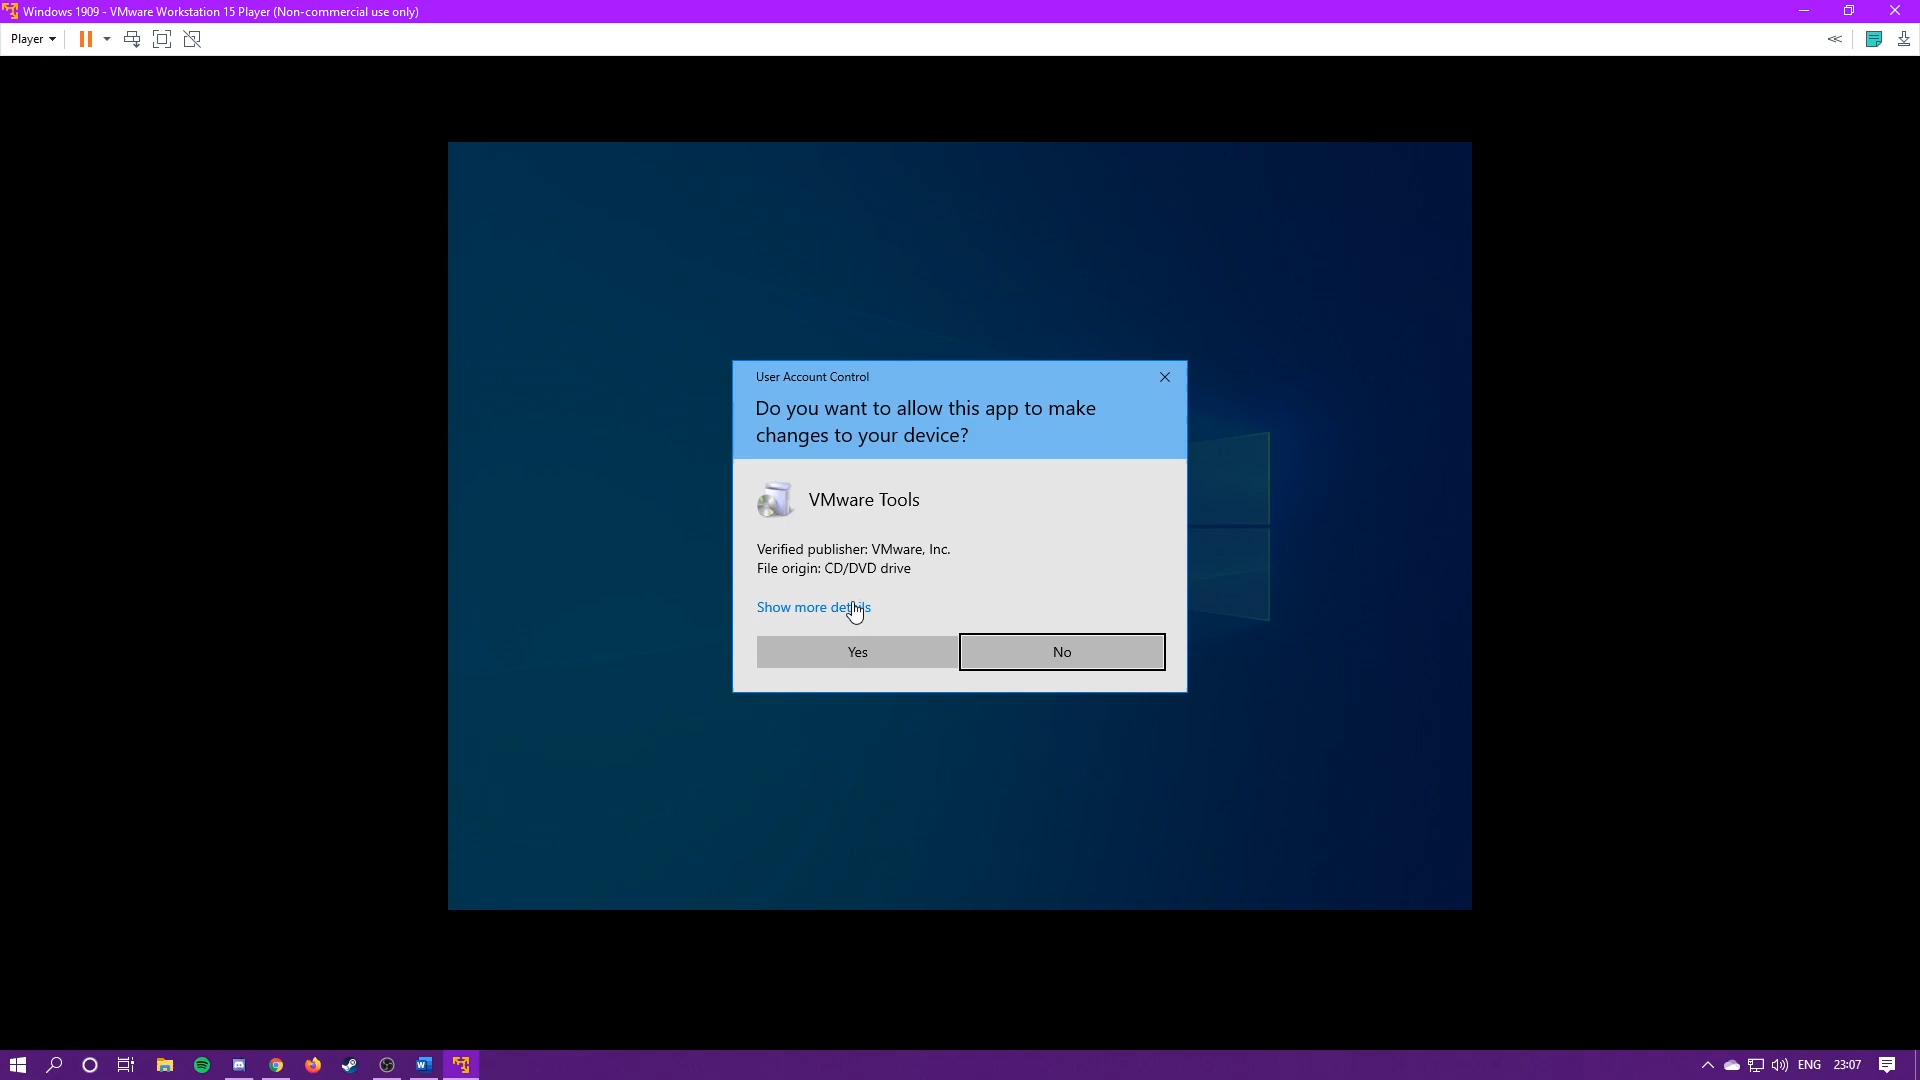 Windows 1909 - VMware Workstation 15 Player (Non-commercial use only)
Player
User Account Control
Do you want to allow this app to make
changes to your device?
VMware Tools
Verified publisher: VMware, Inc.
File origin: CD/DVD drive
Show more details
Yes
No
ENG
23:07